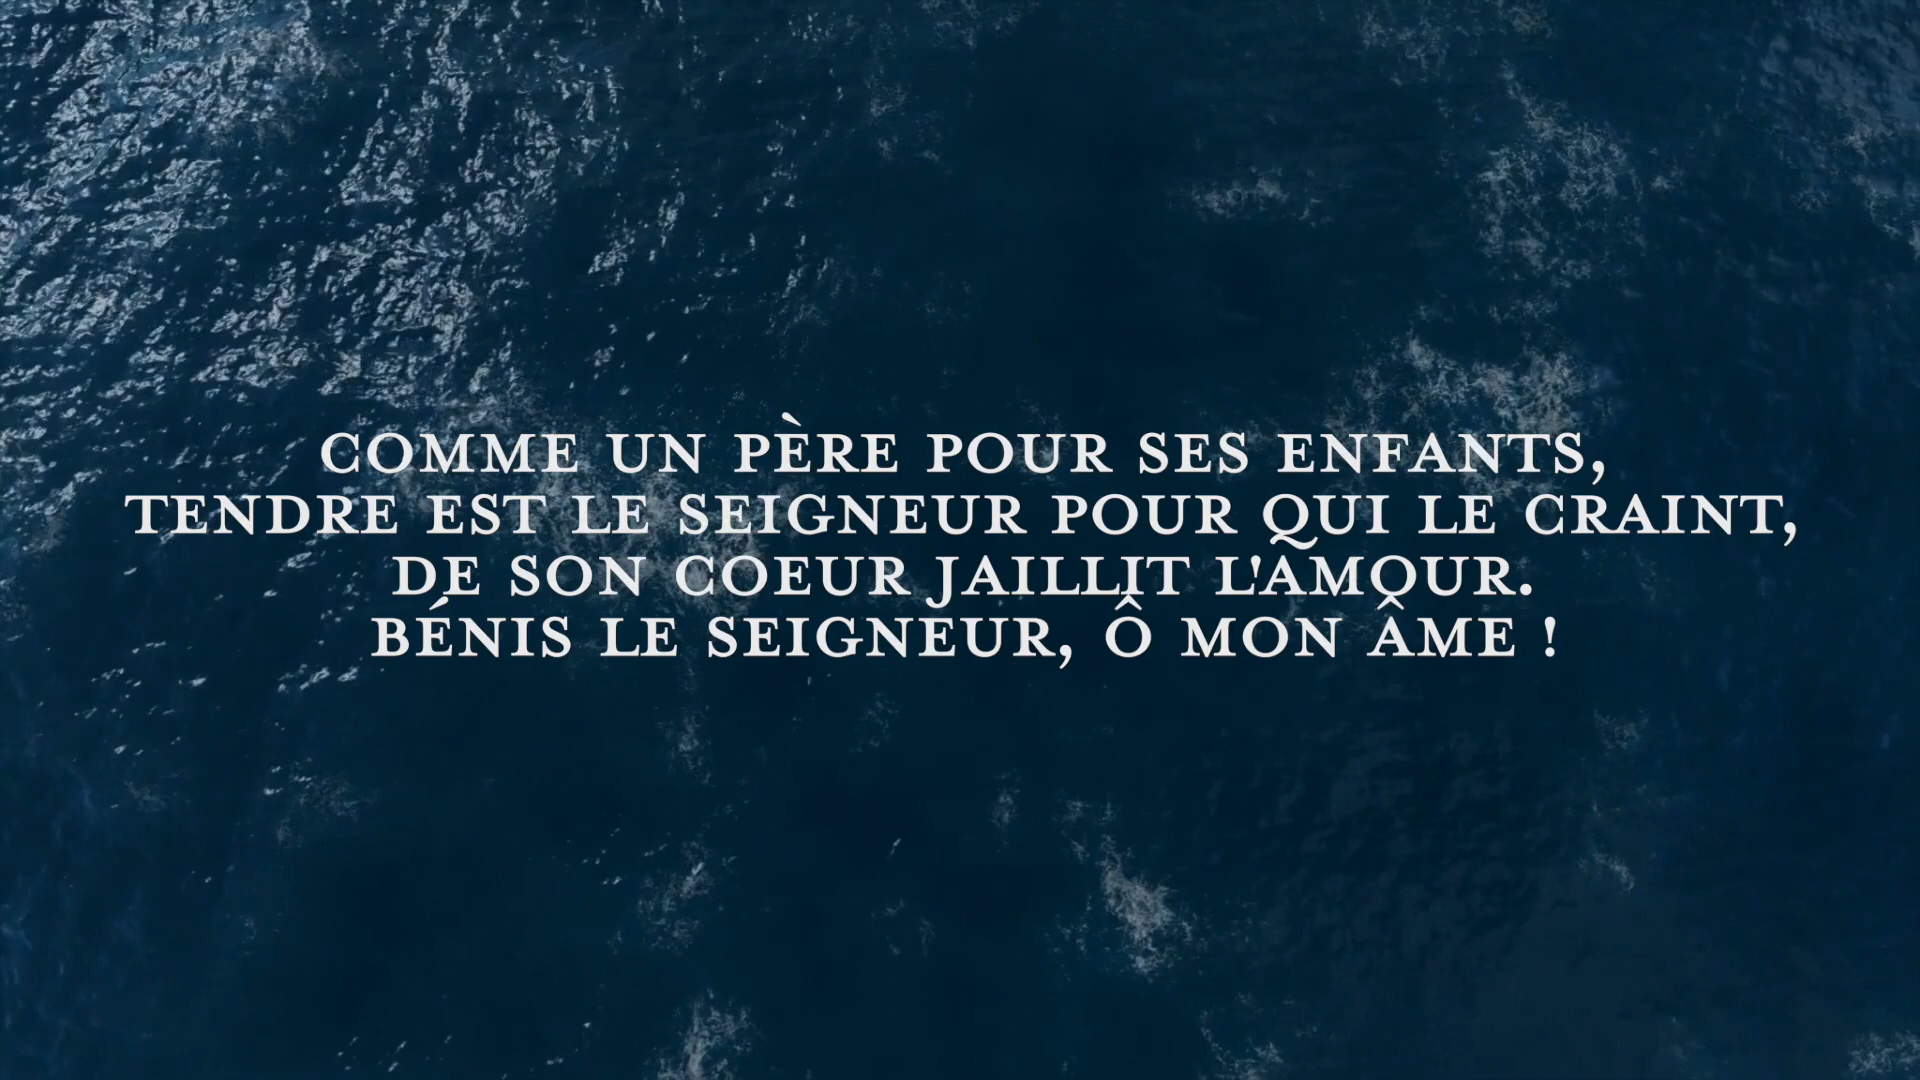 COMME UN PÈRE POUR SES ENFANTS,
TENDRE EST LE SEIGNEUR POUR QUI LE CRAINT,
DE SON COEUR JAILLIT L'AMOUR.
BÉNIS LE SEIGNEUR, Ô MON ÂME !